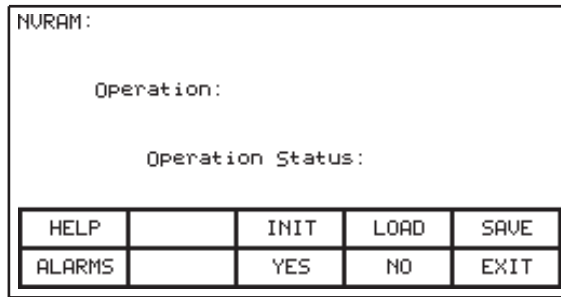 NVRAM:
Operation:
Operation Status:
HELP INIT LOAD SAVE
ALARMS YES NO EXIT